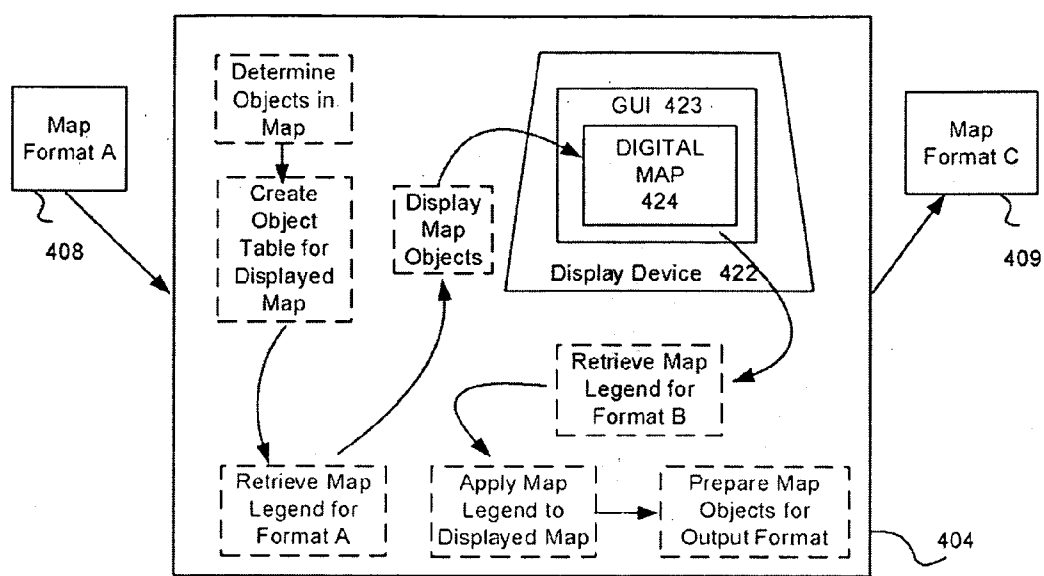 Map
Format A
408
Determine
Objects in
Map
Create
Object
Table for
Displayed
Map
Retrieve Map
Legend for
Format A
Display
Map
Objects
GUI 423
DIGITAL
MAP
424
Display Device 422
Retrieve Map
Legend for
Format B
Apply Map
Legend to
Displayed Map
Prepare Map
Objects for
Output Format
Map
Format C
409
404